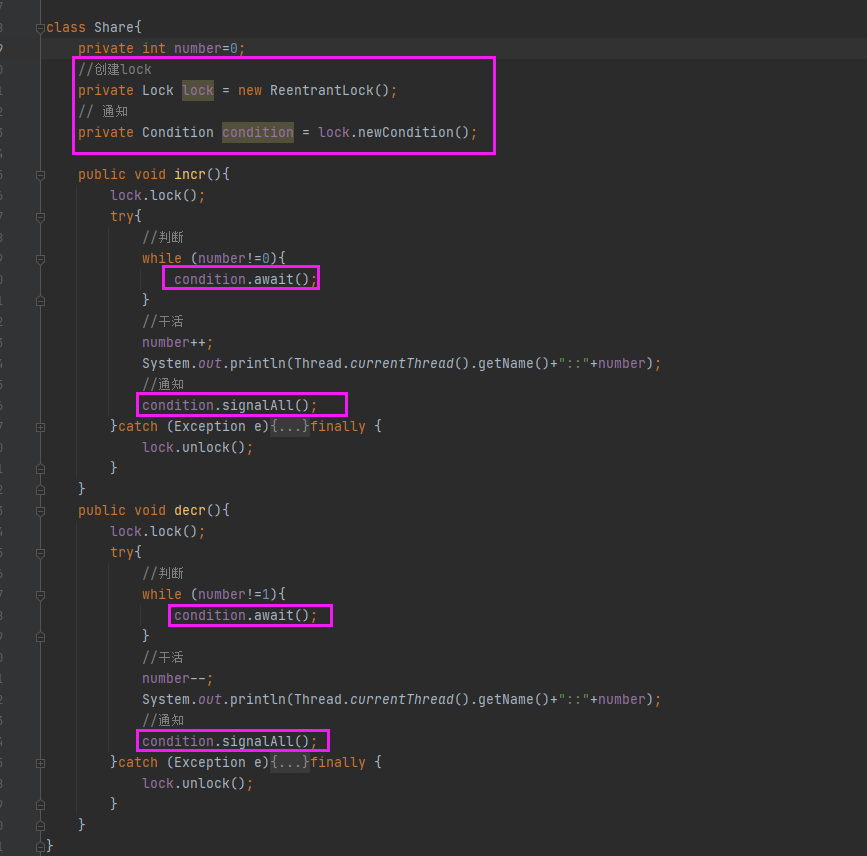 class Share{
private int number=0;
//创建lock
private Lock lock = new ReentrantLock();
// 通知
private Condition condition = lock.newCondition();
public void incr(){
lock.lock();
try{
//判断
while (number!=0){
condition.await();
}
//干活
number++;
System.out.println(Thread.currentThread().getName()+"::"+number);
//通知
condition.signalAll();
}catch (Exception e){...}finally {
lock.unlock();
}
}
public void decr(){
lock.lock();
try{
//判断
while (number!=1){
condition.await();
}
//干活
number--;
System.out.println(Thread.currentThread().getName()+"::"+number);
//通知
condition.signalAll();
}catch (Exception e){...}finally {
lock.unlock();
}
}
}